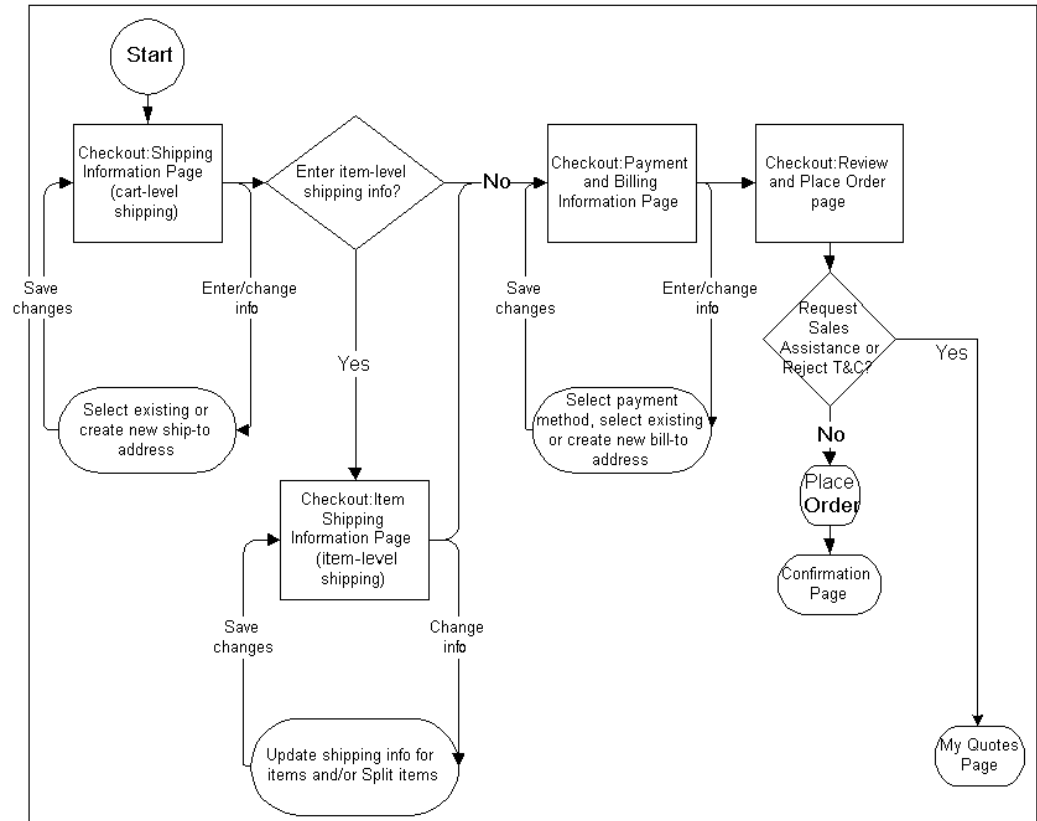 Start
Checkout:Shipping
Information Page
(cart-level
shipping)
Enter item-level
shipping info?
No
Checkout:Payment
and Billing
Information Page
Checkout:Review
and Place Order
page
Save
changes
Enter/change
info
Save
changes
Enter/change
info
Request
Sales
Assistance or
Reject T&C?
Yes
Yes
Select existing or
create new ship-to
address
Select payment
method, select existing
or create new bill-to
address
No
Place
Order
Checkout:Item
Shipping
Information Page
(item-level
shipping)
Confirmation
Page
Save
changes
Change
info
Update shipping info for
items and/or Split items
My Quotes
Page